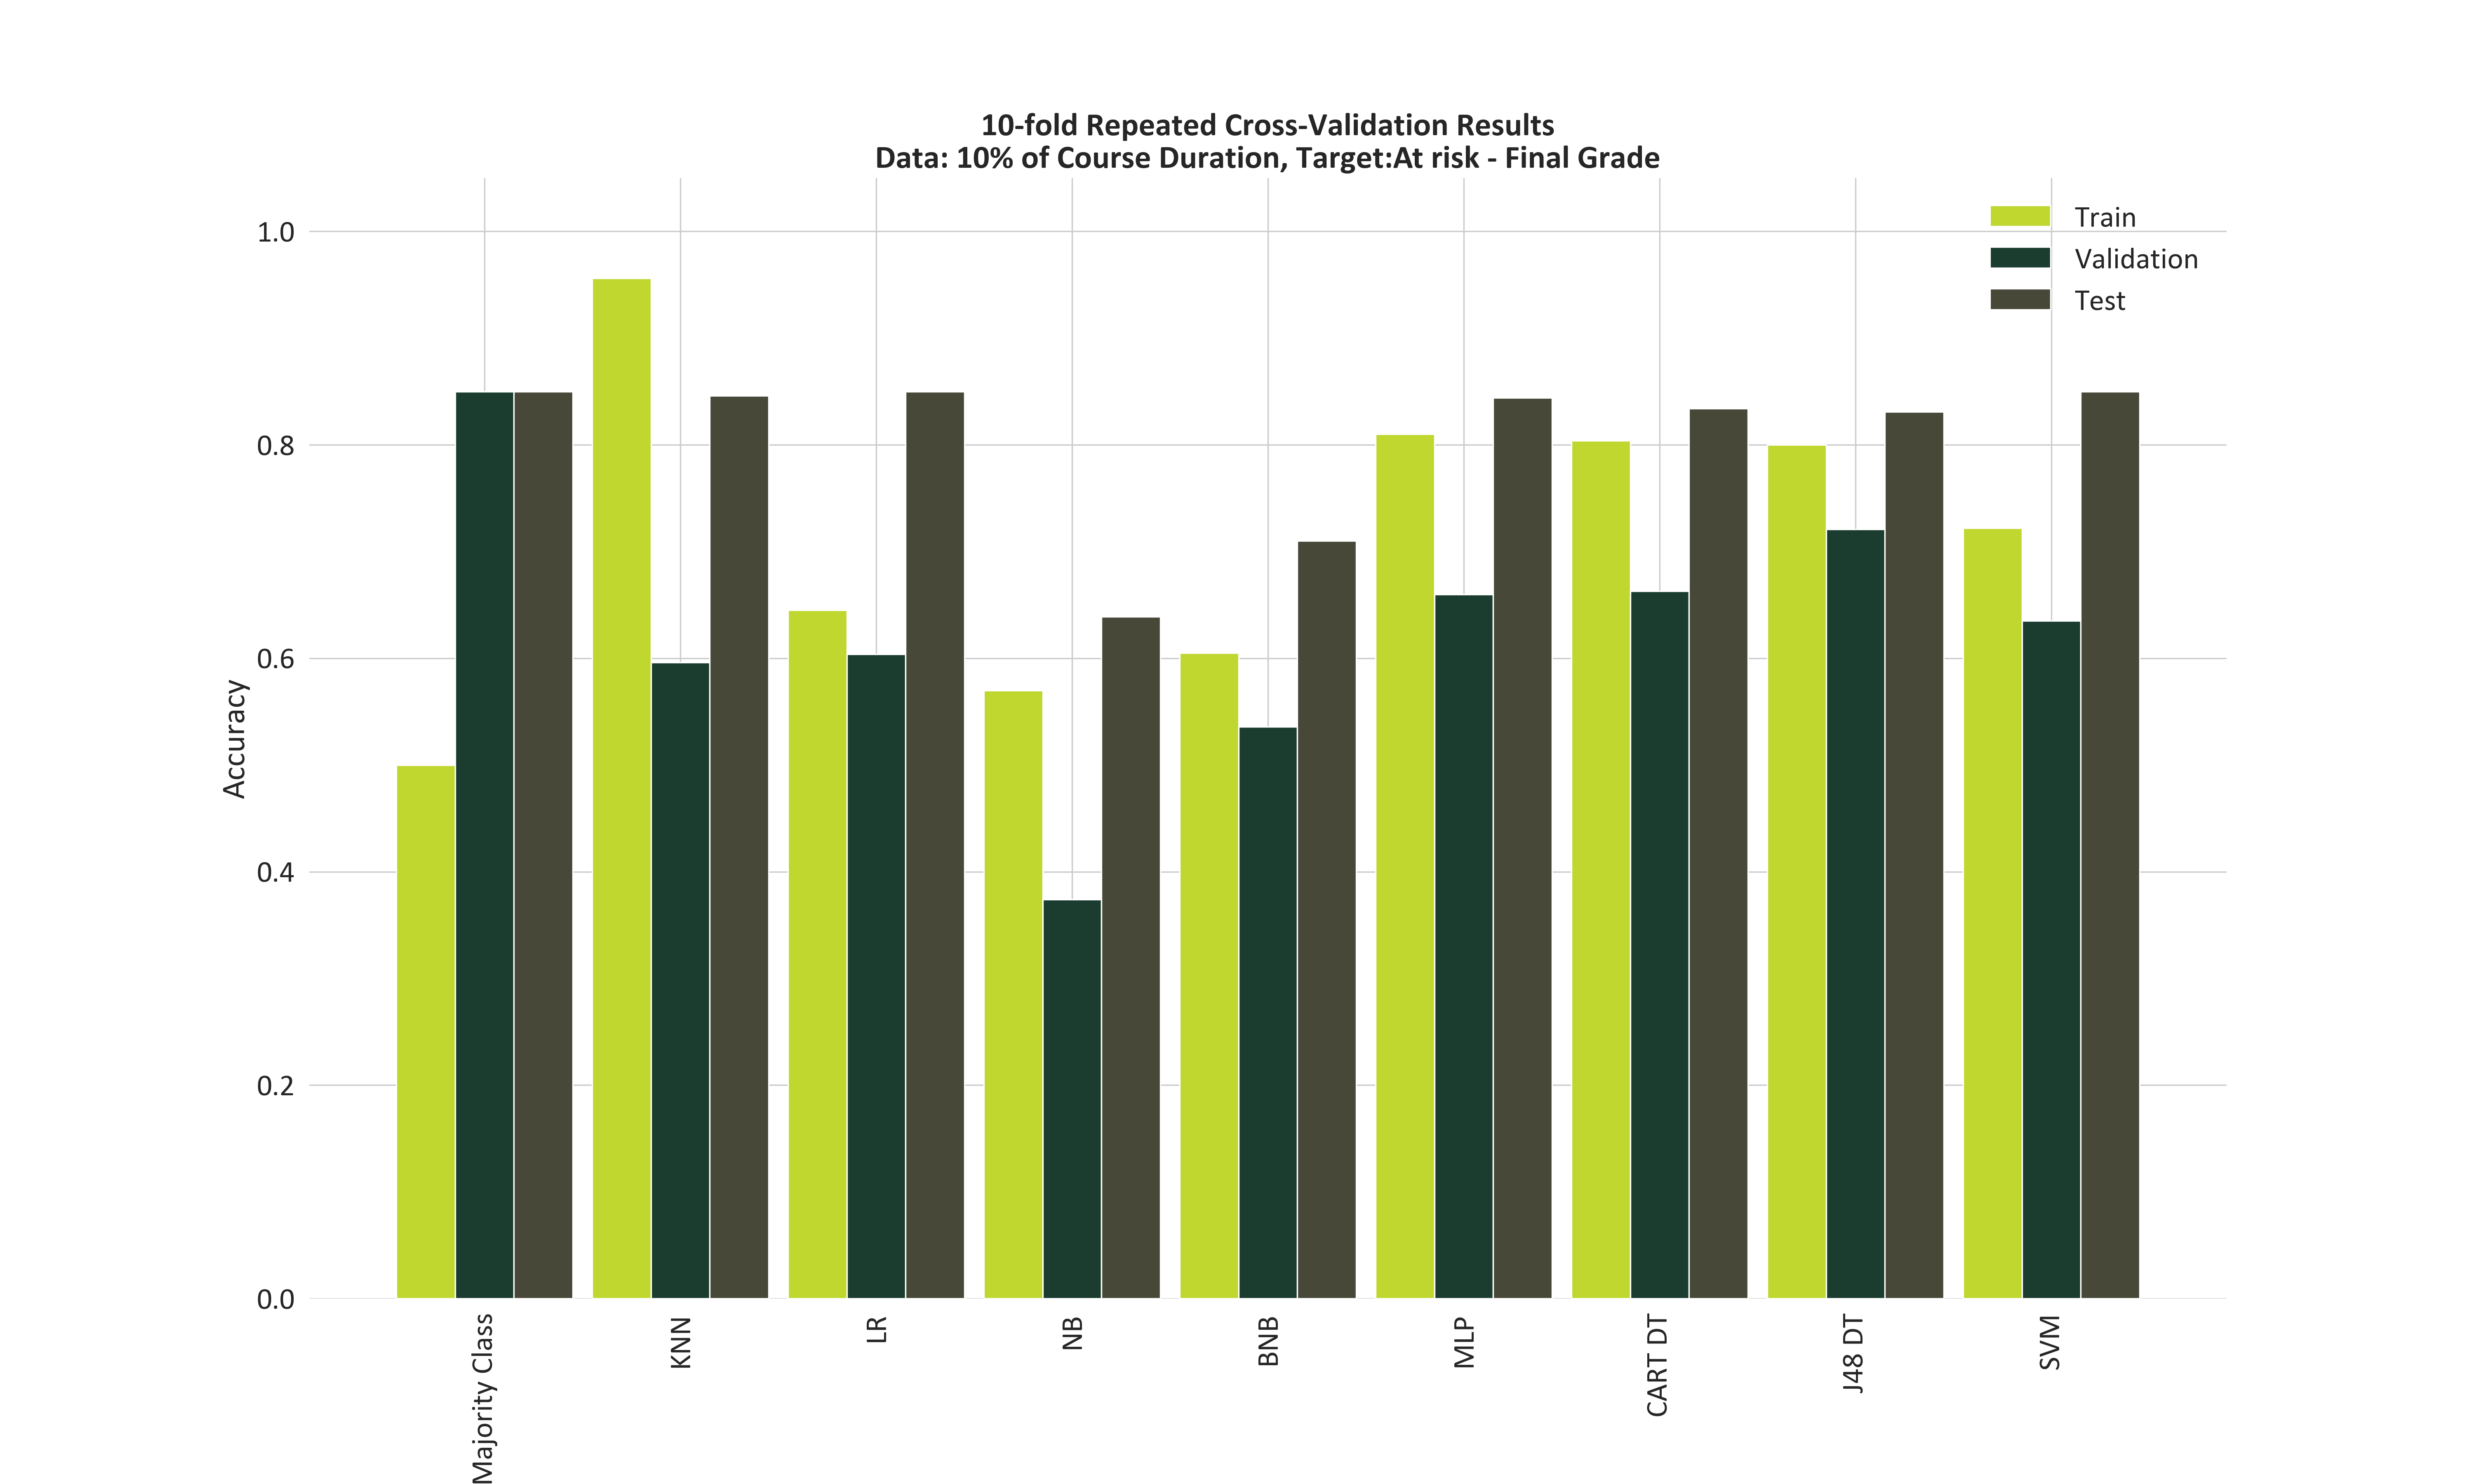 10-fold Repeated Cross-Validation Results
Data: 10% of Course Duration, Target:At risk - Final Grade
Train
Validation
Test
Accuracy
1.0
0.8
0.6
0.4
0.2
0.0
Majority Class
KNN
LR
NB
BNB
MLP
CART DT
J48 DT
SVM